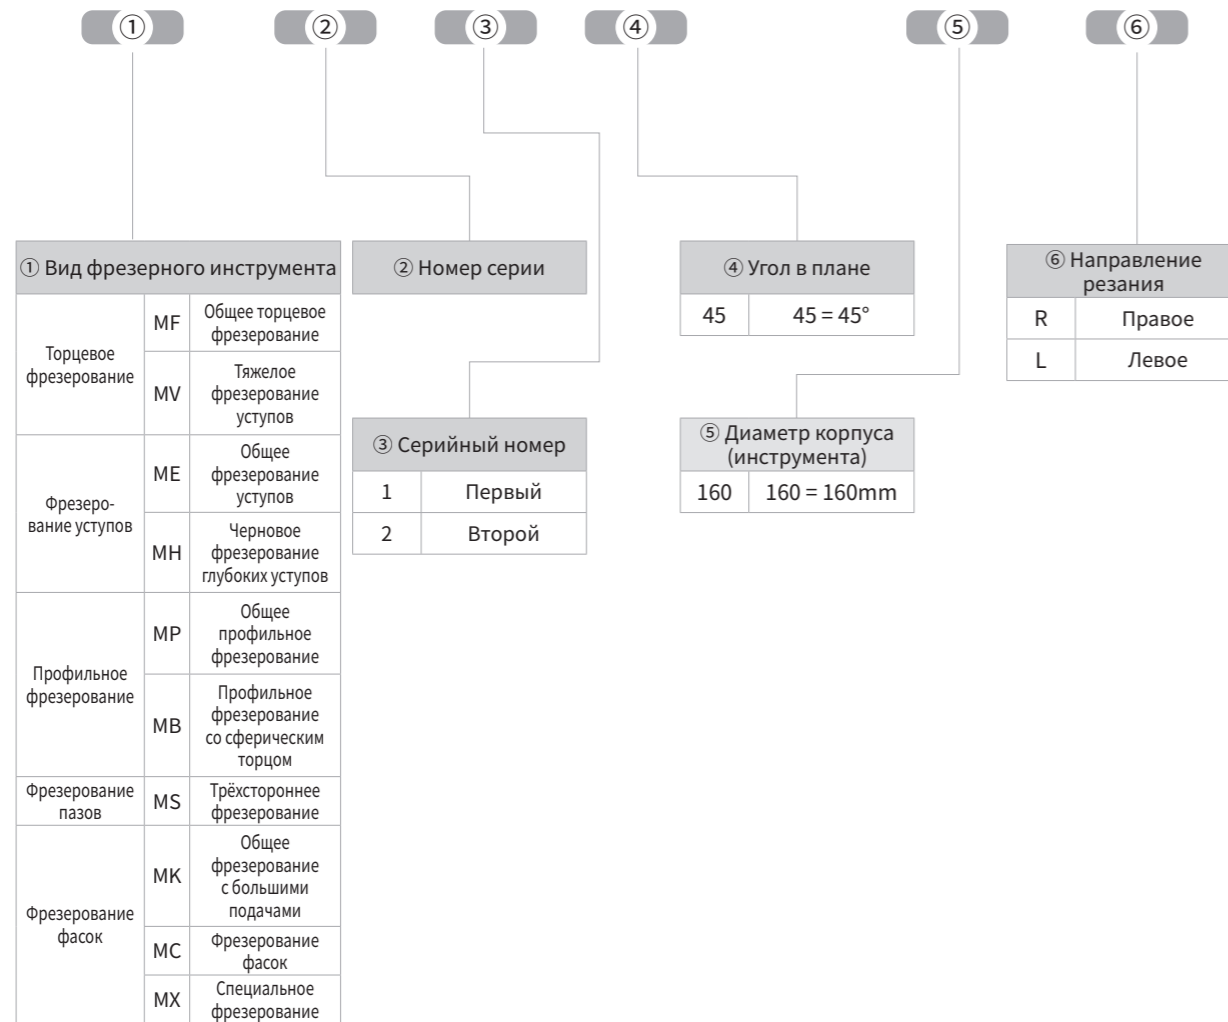 ① ② ③ ④ ⑤ ⑥
① Вид фрезерного инструмента
Торцевое
фрезерование
MF
Общее торцевое
фрезерование
MV
Тяжелое
фрезерование
уступов
Фрезеро-
вание уступов
ME
Общее
фрезерование
уступов
MH
Черновое
фрезерование
глубоких уступов
Профильное
фрезерование
MP
Общее
профильное
фрезерование
MB
Профильное
фрезерование
со сферическим
торцом
Фрезерование
пазов
MS
Трёхстороннее
фрезерование
Фрезерование
фасок
MK
Общее
фрезерование
с большими
подачами
MC
Фрезерование
фасок
MX
Специальное
фрезерование
② Номер серии
③ Серийный номер
1 Первый
2 Второй
④ Угол в плане
45 45 = 45°
⑤ Диаметр корпуса
(инструмента)
160 160 = 160mm
⑥ Направление
резания
R Правое
L Левое